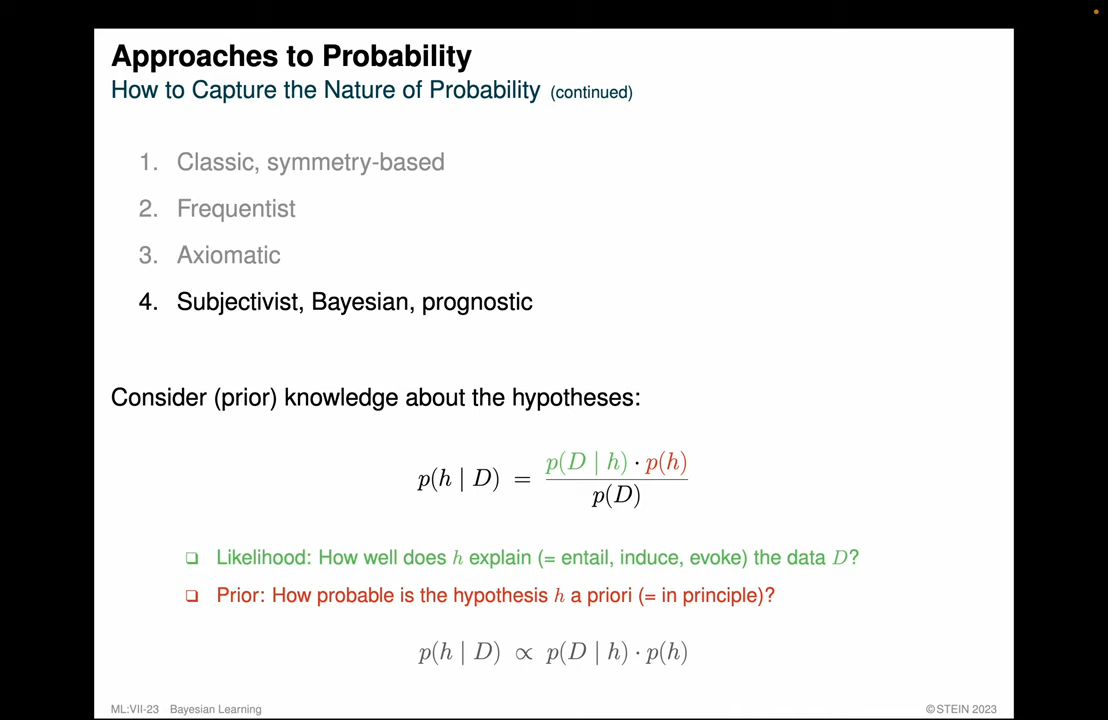 Approaches to Probability
How to Capture the Nature of Probability (continued)
1. Classic, symmetry-based
2. Frequentist
3. Axiomatic
4. Subjectivist, Bayesian, prognostic
Consider (prior) knowledge about the hypotheses:
p(h | D) = p(D | h) · p(h) / p(D)
❑ Likelihood: How well does h explain (= entail, induce, evoke) the data D?
❑ Prior: How probable is the hypothesis h a priori (= in principle)?
p(h | D) ∝ p(D | h) · p(h)
ML:VII-23 Bayesian Learning © STEIN 2023